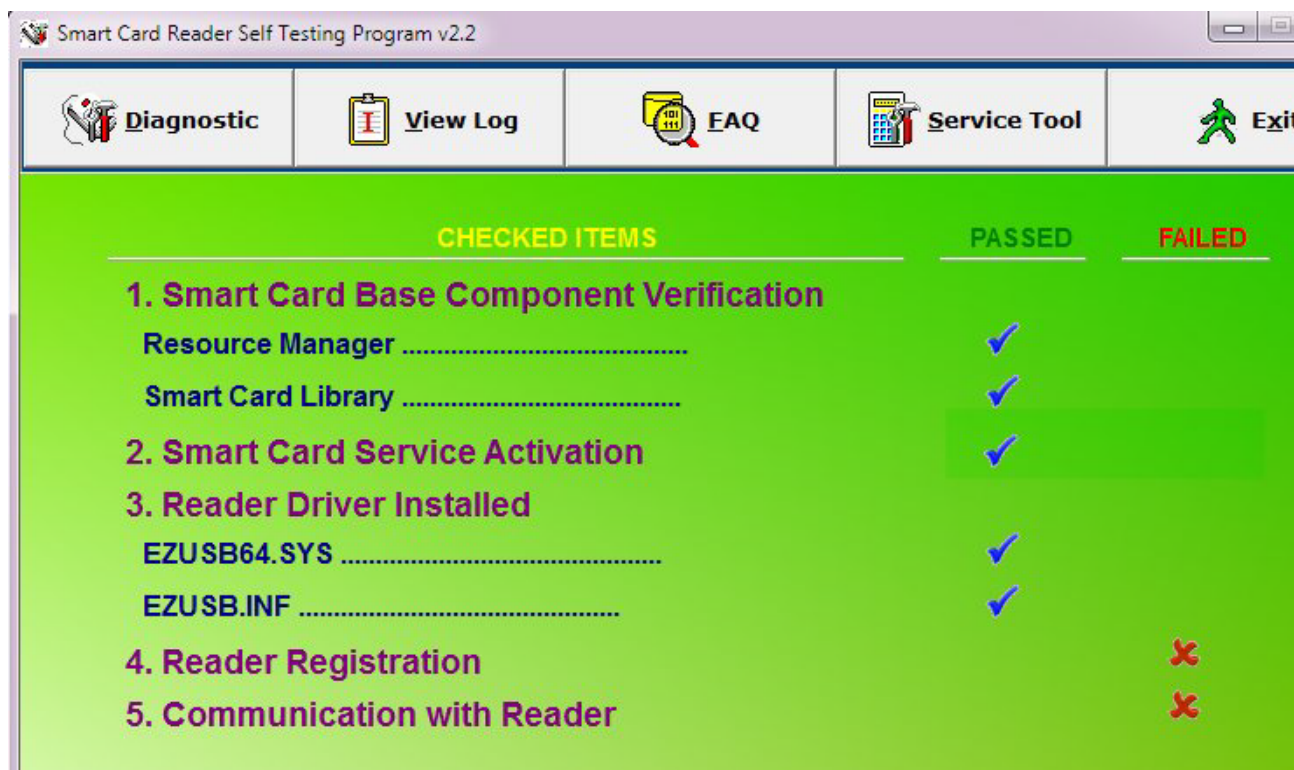 Smart Card Reader Self Testing Program v2.2
Diagnostic View Log FAQ Service Tool Exit
CHECKED ITEMS PASSED FAILED
1. Smart Card Base Component Verification
Resource Manager .........................................
Smart Card Library ........................................
2. Smart Card Service Activation
3. Reader Driver Installed
EZUSB64.SYS ..............................................
EZUSB.INF ..............................................
4. Reader Registration
5. Communication with Reader